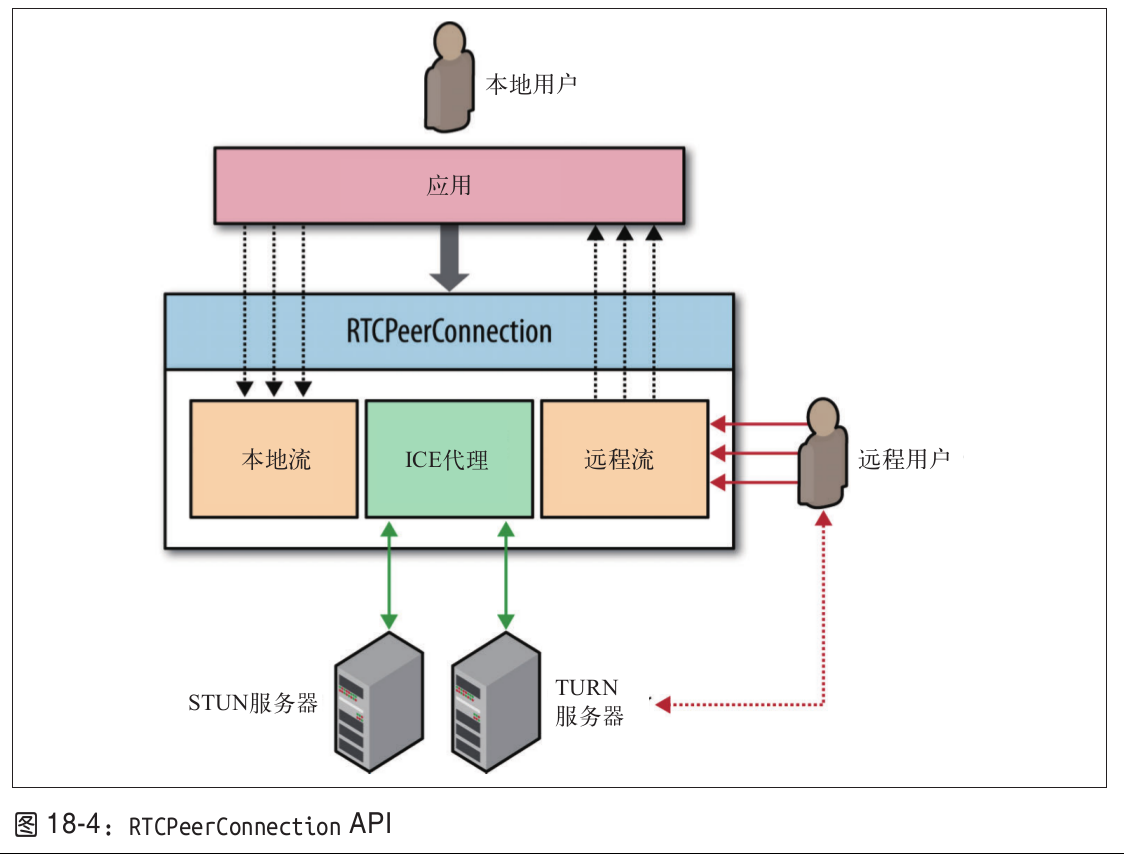 本地用户
应用
RTCPeerConnection
本地流
ICE代理
远程流
远程用户
STUN服务器
TURN
服务器
图 18-4：RTCPeerConnection API